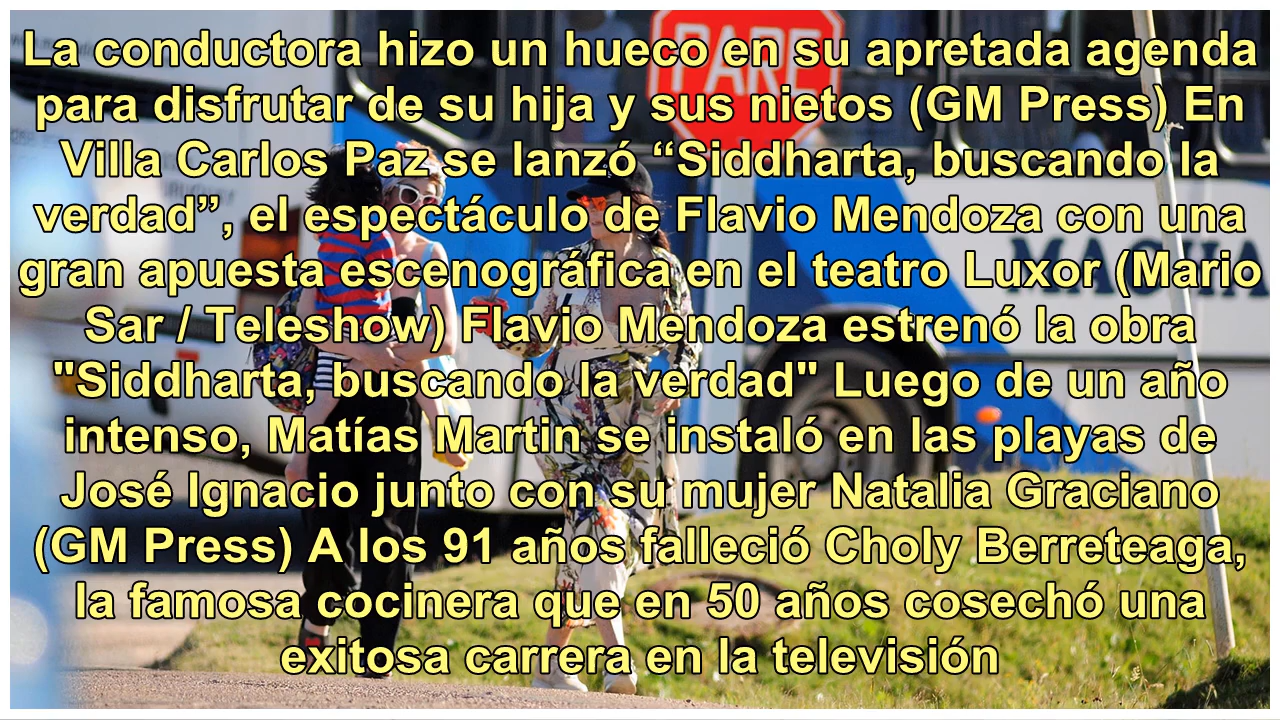 La conductora hizo un hueco en su apretada agenda
para disfrutar de su hija y sus nietos (GM Press) En
Villa Carlos Paz se lanzó “Siddharta, buscando la
verdad”, el espectáculo de Flavio Mendoza con una
gran apuesta escenográfica en el teatro Luxor (Mario
Sar / Teleshow) Flavio Mendoza estrenó la obra
"Siddharta, buscando la verdad" Luego de un año
intenso, Matías Martin se instaló en las playas de
José Ignacio junto con su mujer Natalia Graciano
(GM Press) A los 91 años falleció Choly Berreteaga,
la famosa cocinera que en 50 años cosechó una
exitosa carrera en la televisión
PARE